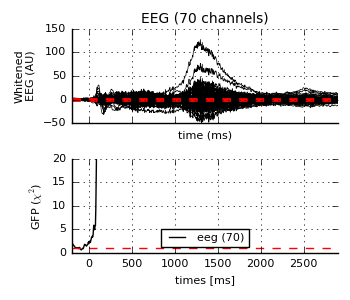 EEG (70 channels)
Whitened
EEG (AU)
150
100
50
0
−50
time (ms)
GFP (χ²)
20
15
10
5
0
eeg (70)
0 500 1000 1500 2000 2500
times [ms]